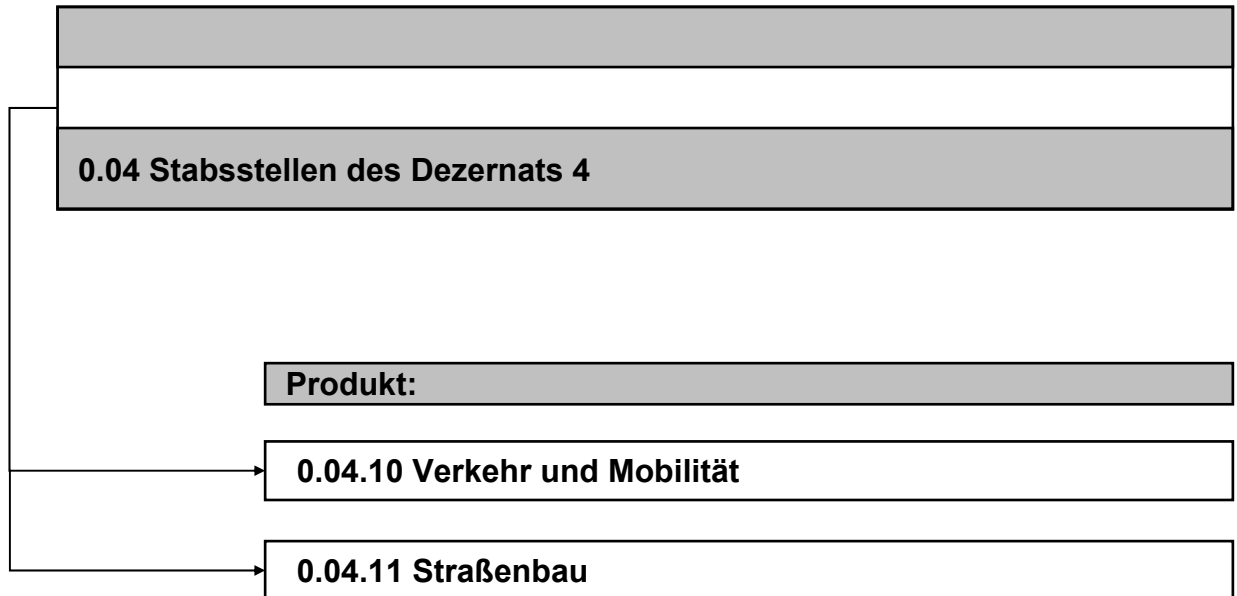 0.04 Stabsstellen des Dezernats 4
Produkt:
0.04.10 Verkehr und Mobilität
0.04.11 Straßenbau